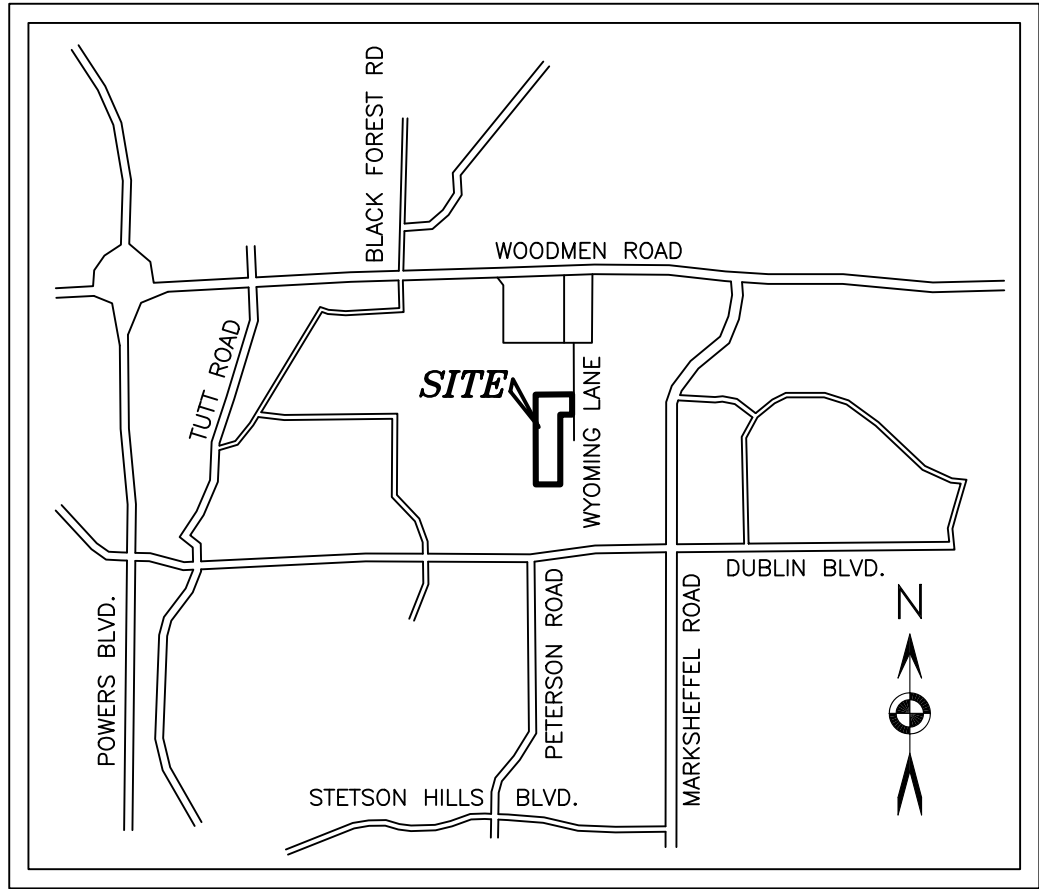 BLACK FOREST RD
WOODMEN ROAD
TUTT ROAD
SITE
WYOMING LANE
DUBLIN BLVD.
POWERS BLVD.
PETERSON ROAD
MARKSHEFFEL ROAD
N
STETSON HILLS BLVD.